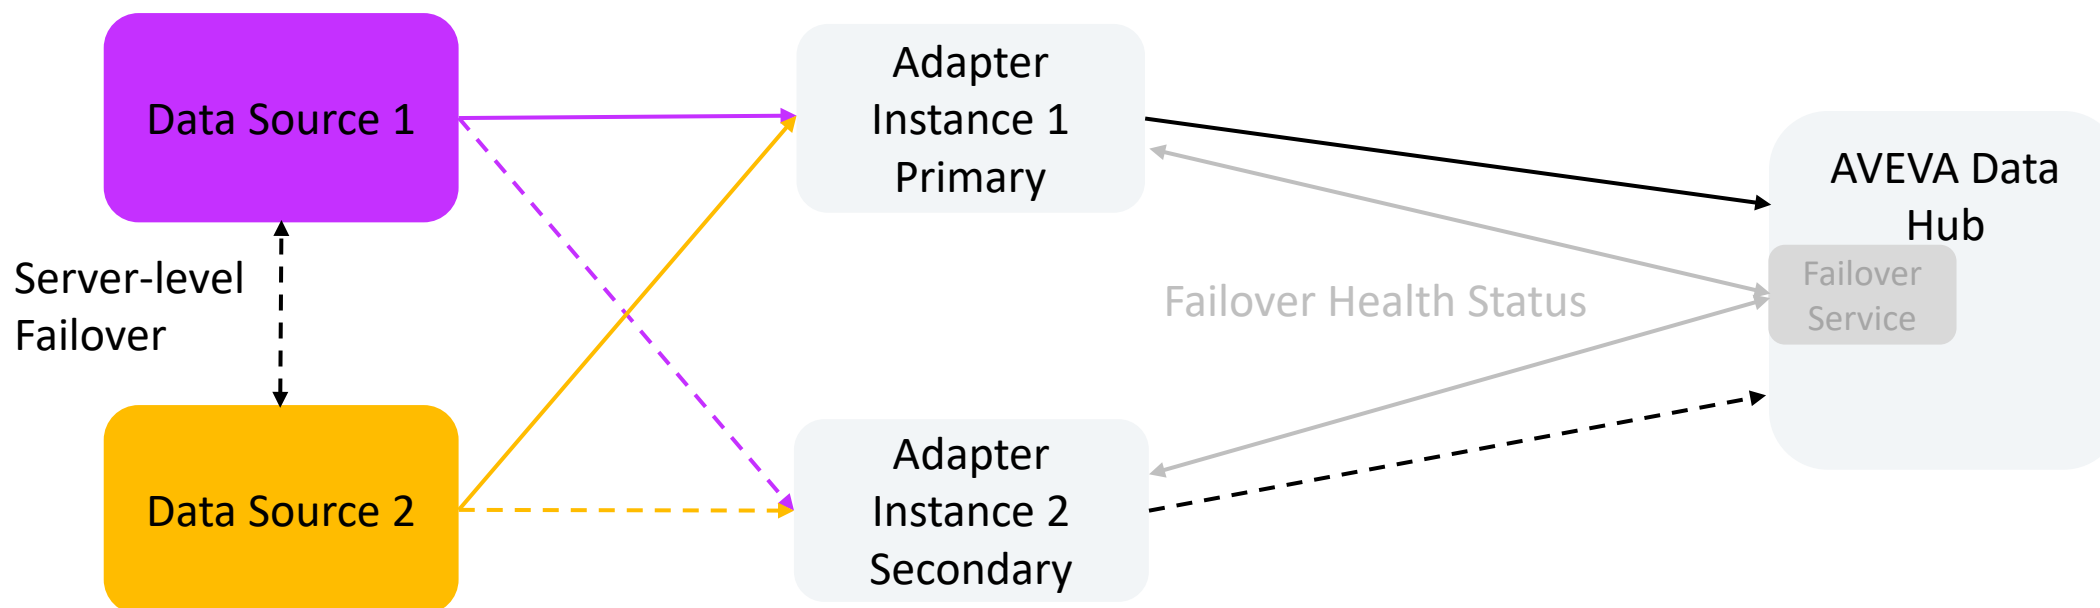 Data Source 1
Adapter
Instance 1
Primary
AVEVA Data
Hub
Server-level
Failover
Failover Health Status
Failover
Service
Data Source 2
Adapter
Instance 2
Secondary